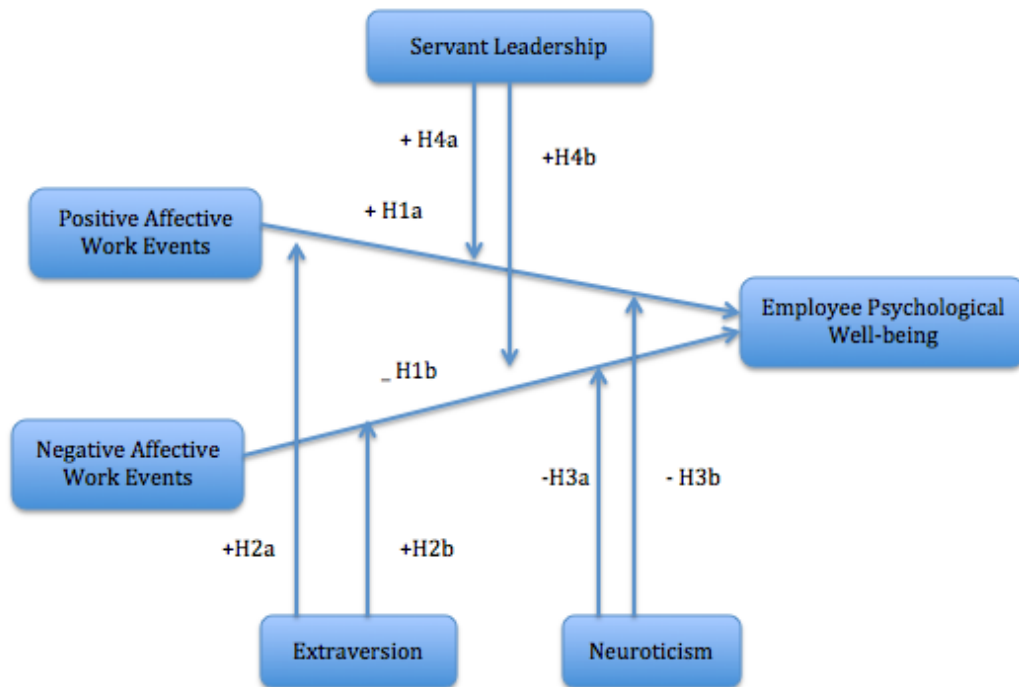 Servant Leadership
+ H4a
+H4b
+ H1a
Positive Affective
Work Events
Employee Psychological
Well-being
_ H1b
Negative Affective
Work Events
-H3a
- H3b
+H2a
+H2b
Extraversion
Neuroticism